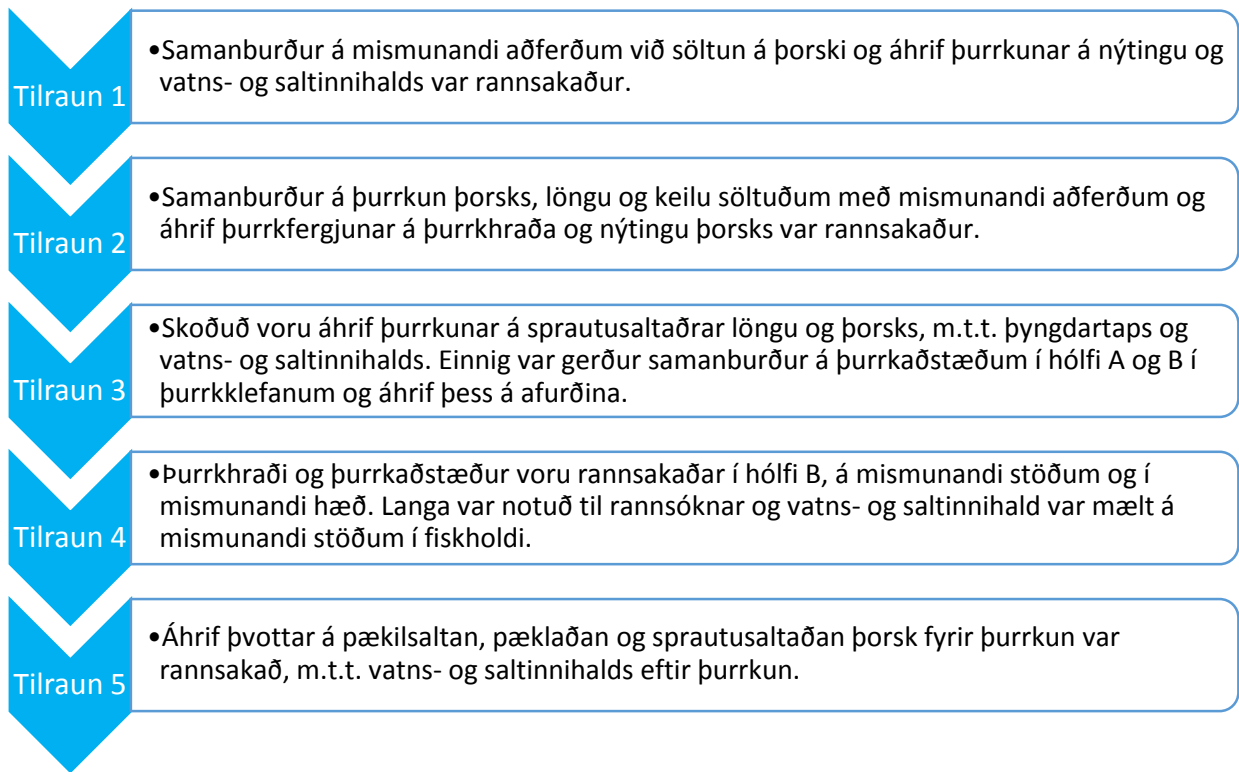 Tilraun 1
•Samanburður á mismunandi aðferðum við söltun á þorski og áhrif þurrkunar á nýtingu og
vatns- og saltinnihalds var rannsakaður.
Tilraun 2
•Samanburður á þurrkun þorsks, löngu og keilu söltuðum með mismunandi aðferðum og
áhrif þurrkfergjunar á þurrkhraða og nýtingu þorsks var rannsakaður.
Tilraun 3
•Skoðuð voru áhrif þurrkunar á sprautusaltaðrar löngu og þorsks, m.t.t. þyngdartaps og
vatns- og saltinnihalds. Einnig var gerður samanburður á þurrkaðstæðum í hólfi A og B í
þurrkklefanum og áhrif þess á afurðina.
Tilraun 4
•Þurrkhraði og þurrkaðstæður voru rannsakaðar í hólfi B, á mismunandi stöðum og í
mismunandi hæð. Langa var notuð til rannsóknar og vatns- og saltinnihald var mælt á
mismunandi stöðum í fiskholdi.
Tilraun 5
•Áhrif þvottar á pækilsaltan, pæklaðan og sprautusaltaðan þorsk fyrir þurrkun var
rannsakað, m.t.t. vatns- og saltinnihalds eftir þurrkun.